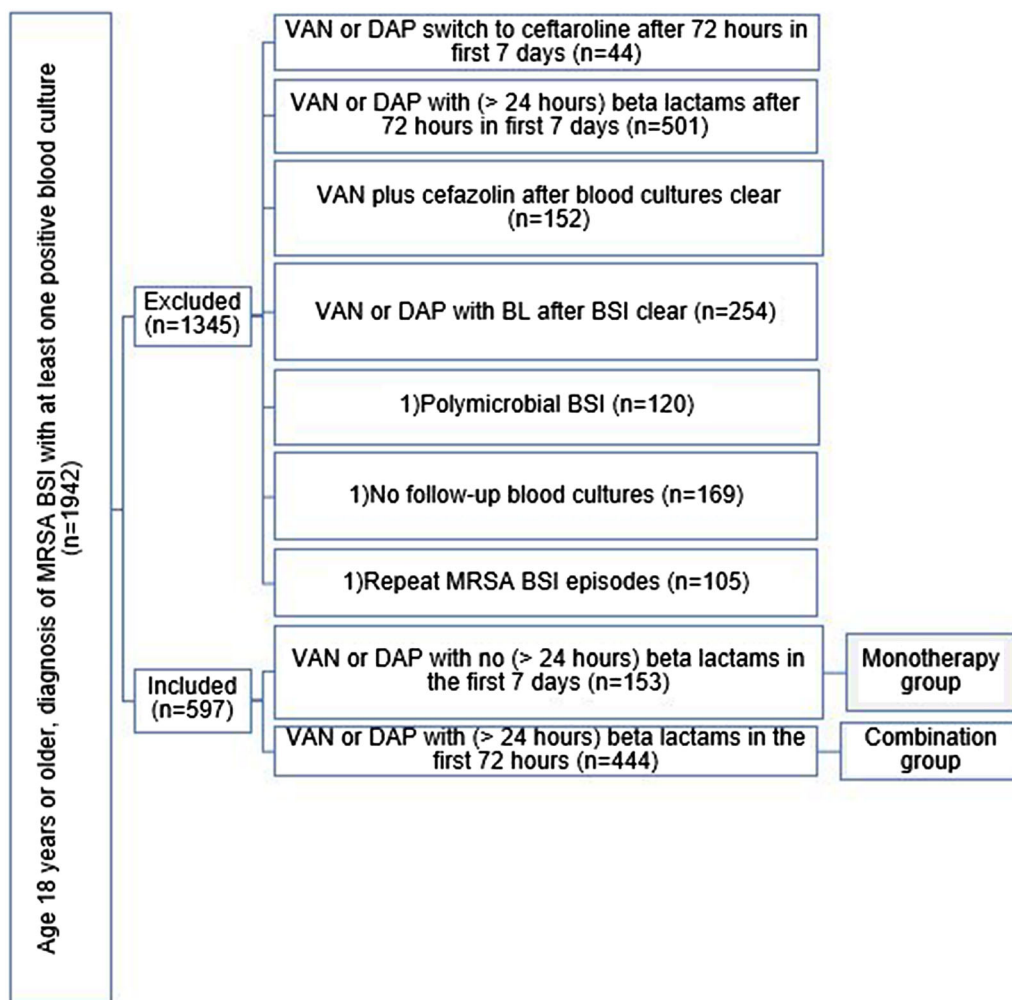 Age 18 years or older, diagnosis of MRSA BSI with at least one positive blood culture
(n=1942)
Excluded
(n=1345)
VAN or DAP switch to ceftaroline after 72 hours in
first 7 days (n=44)
VAN or DAP with (> 24 hours) beta lactams after
72 hours in first 7 days (n=501)
VAN plus cefazolin after blood cultures clear
(n=152)
VAN or DAP with BL after BSI clear (n=254)
1)Polymicrobial BSI (n=120)
1)No follow-up blood cultures (n=169)
1)Repeat MRSA BSI episodes (n=105)
Included
(n=597)
VAN or DAP with no (> 24 hours) beta lactams in
the first 7 days (n=153)
Monotherapy
group
VAN or DAP with (> 24 hours) beta lactams in the
first 72 hours (n=444)
Combination
group